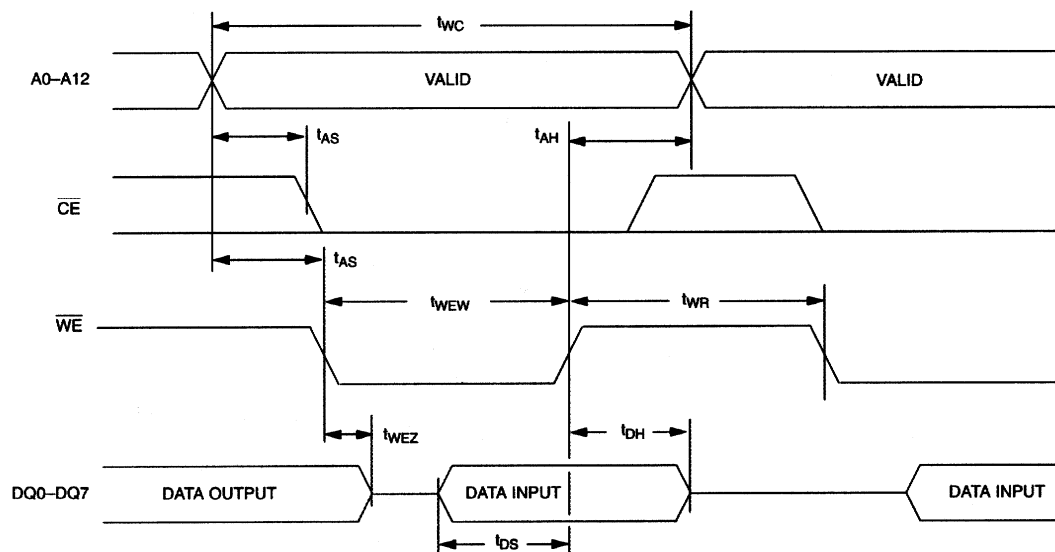 tWC
A0–A12
VALID
VALID
tAS
tAH
CE
tAS
tWEW
tWR
WE
tWEZ
tDH
DQ0–DQ7
DATA OUTPUT
DATA INPUT
DATA INPUT
tDS